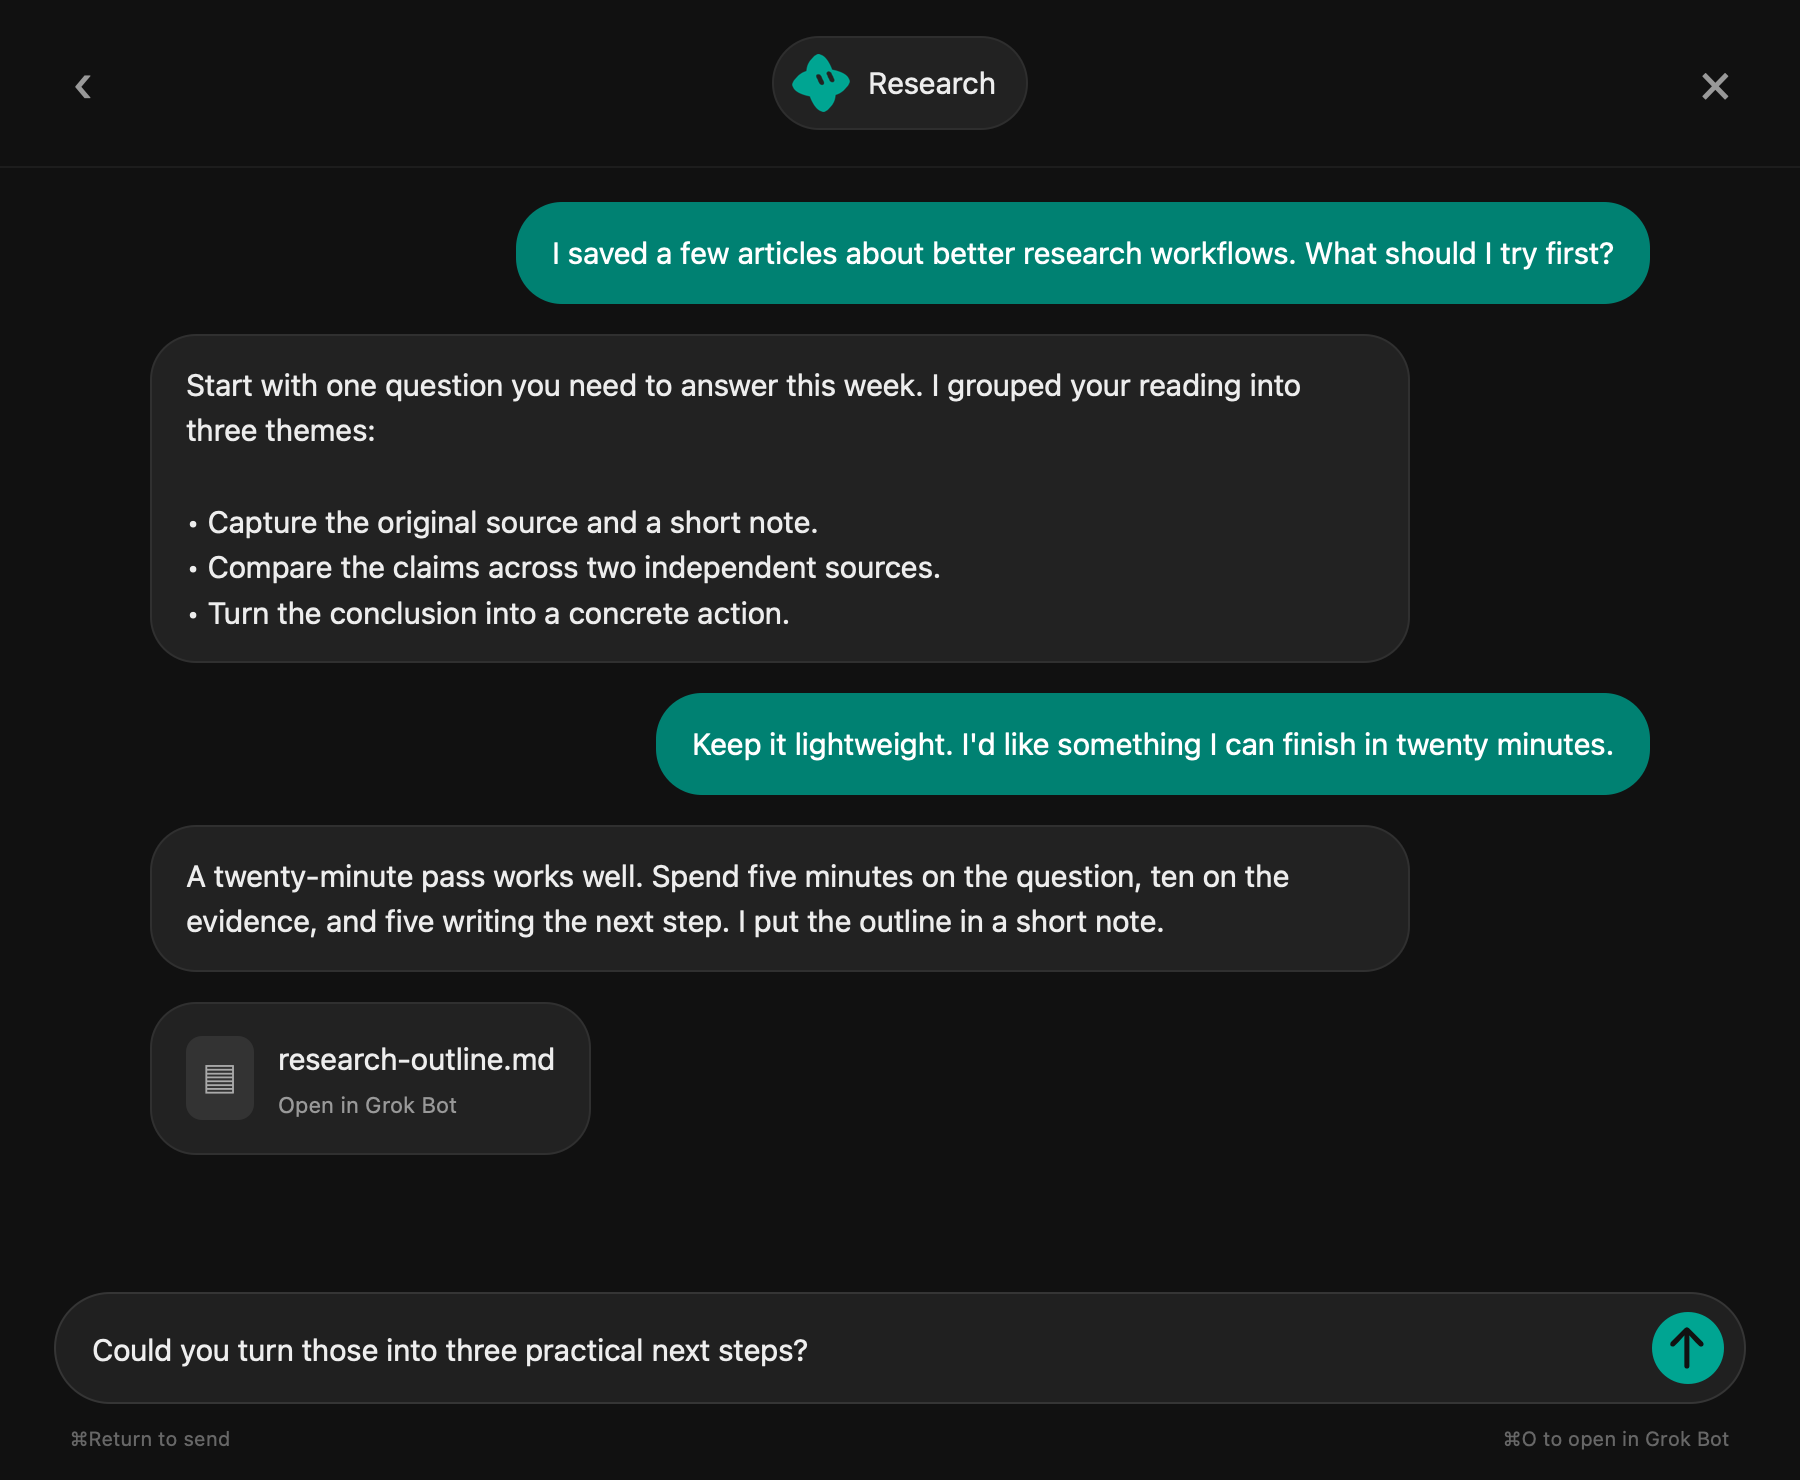 Research
I saved a few articles about better research workflows. What should I try first?
Start with one question you need to answer this week. I grouped your reading into
three themes:
• Capture the original source and a short note.
• Compare the claims across two independent sources.
• Turn the conclusion into a concrete action.
Keep it lightweight. I'd like something I can finish in twenty minutes.
A twenty-minute pass works well. Spend five minutes on the question, ten on the
evidence, and five writing the next step. I put the outline in a short note.
research-outline.md
Open in Grok Bot
Could you turn those into three practical next steps?
⌘Return to send
⌘O to open in Grok Bot